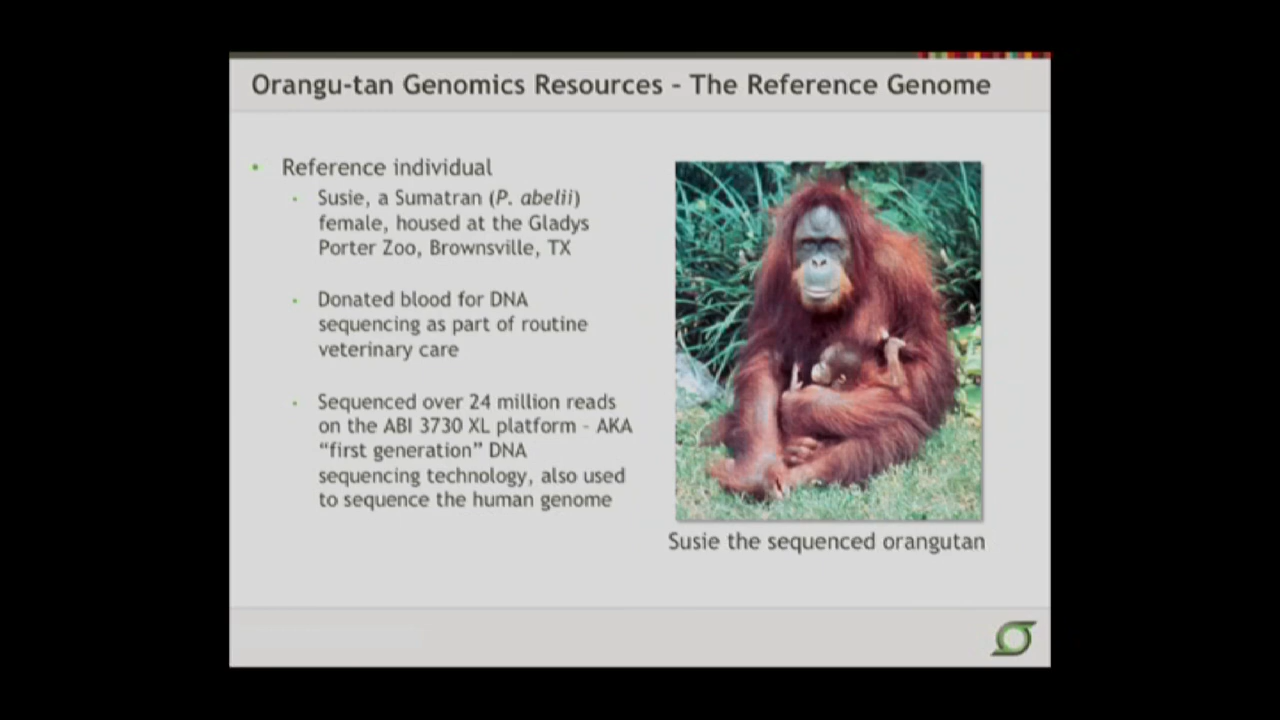 Orangu-tan Genomics Resources - The Reference Genome
• Reference individual
• Susie, a Sumatran (P. abelii)
female, housed at the Gladys
Porter Zoo, Brownsville, TX
• Donated blood for DNA
sequencing as part of routine
veterinary care
• Sequenced over 24 million reads
on the ABI 3730 XL platform - AKA
“first generation” DNA
sequencing technology, also used
to sequence the human genome
Susie the sequenced orangutan